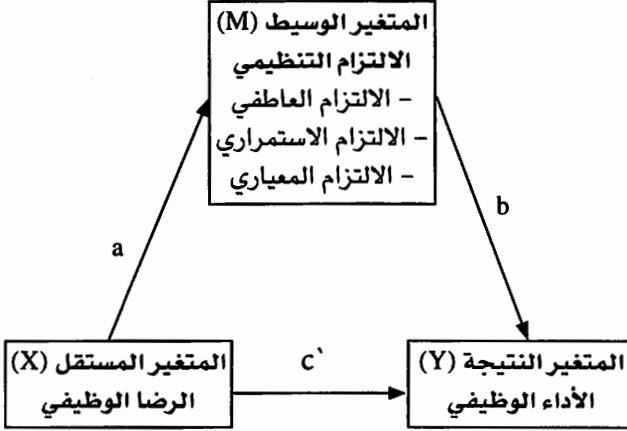 المتغير الوسيط (M)
الالتزام التنظيمي
– الالتزام العاطفي
– الالتزام الاستمراري
– الالتزام المعياري
a
b
المتغير المستقل (X)
الرضا الوظيفي
c`
المتغير النتيجة (Y)
الأداء الوظيفي